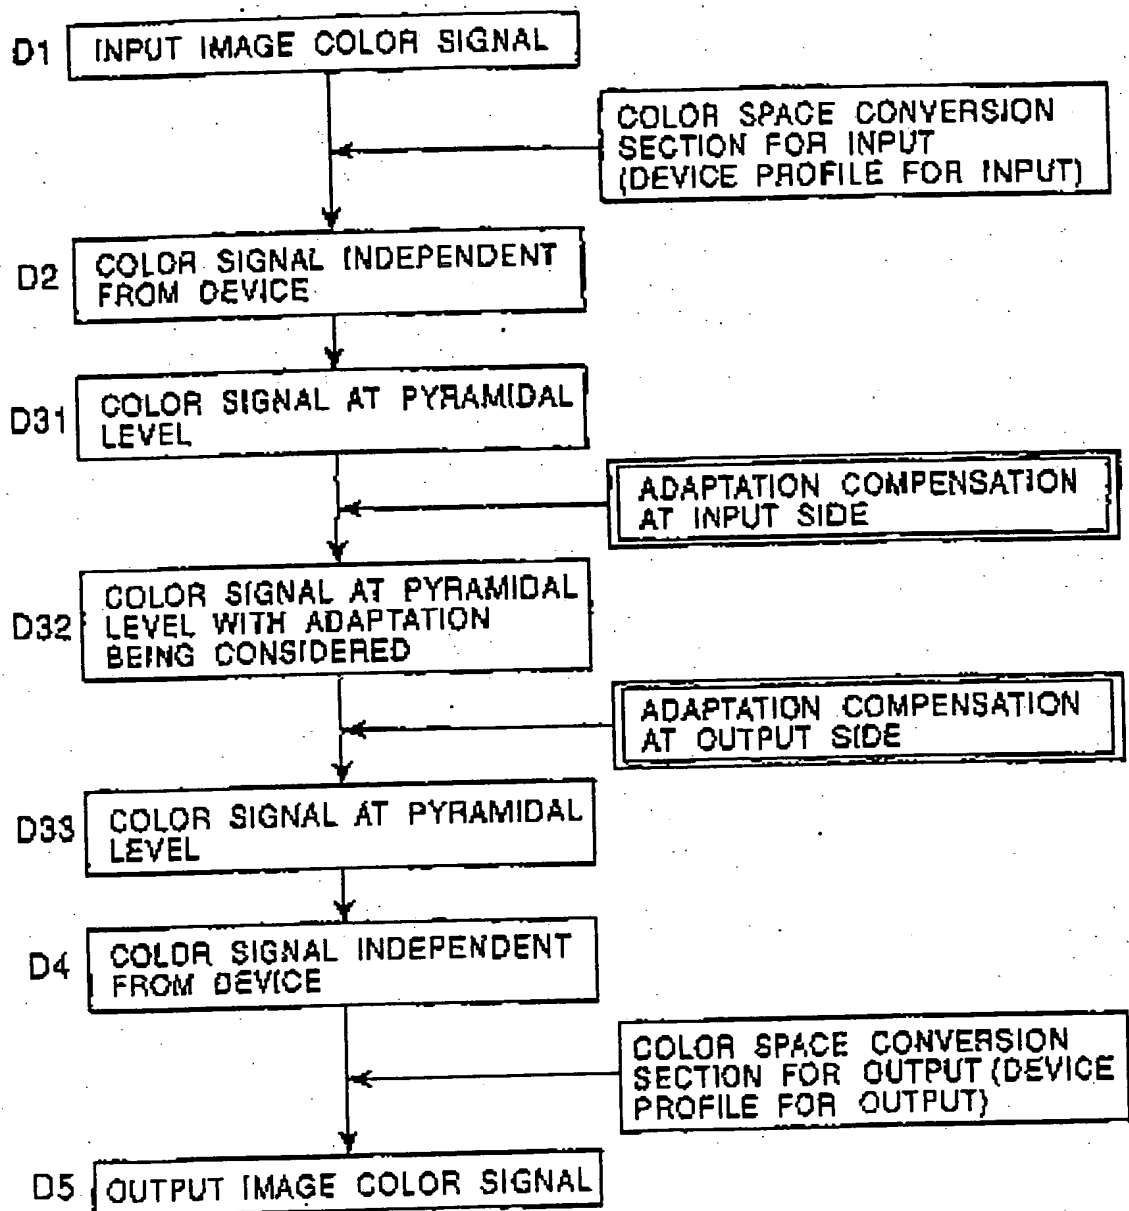 D1 INPUT IMAGE COLOR SIGNAL
COLOR SPACE CONVERSION
SECTION FOR INPUT
(DEVICE PROFILE FOR INPUT)
D2 COLOR SIGNAL INDEPENDENT
FROM DEVICE
D31 COLOR SIGNAL AT PYRAMIDAL
LEVEL
ADAPTATION COMPENSATION
AT INPUT SIDE
D32 COLOR SIGNAL AT PYRAMIDAL
LEVEL WITH ADAPTATION
BEING CONSIDERED
ADAPTATION COMPENSATION
AT OUTPUT SIDE
D33 COLOR SIGNAL AT PYRAMIDAL
LEVEL
D4 COLOR SIGNAL INDEPENDENT
FROM DEVICE
COLOR SPACE CONVERSION
SECTION FOR OUTPUT (DEVICE
PROFILE FOR OUTPUT)
D5 OUTPUT IMAGE COLOR SIGNAL